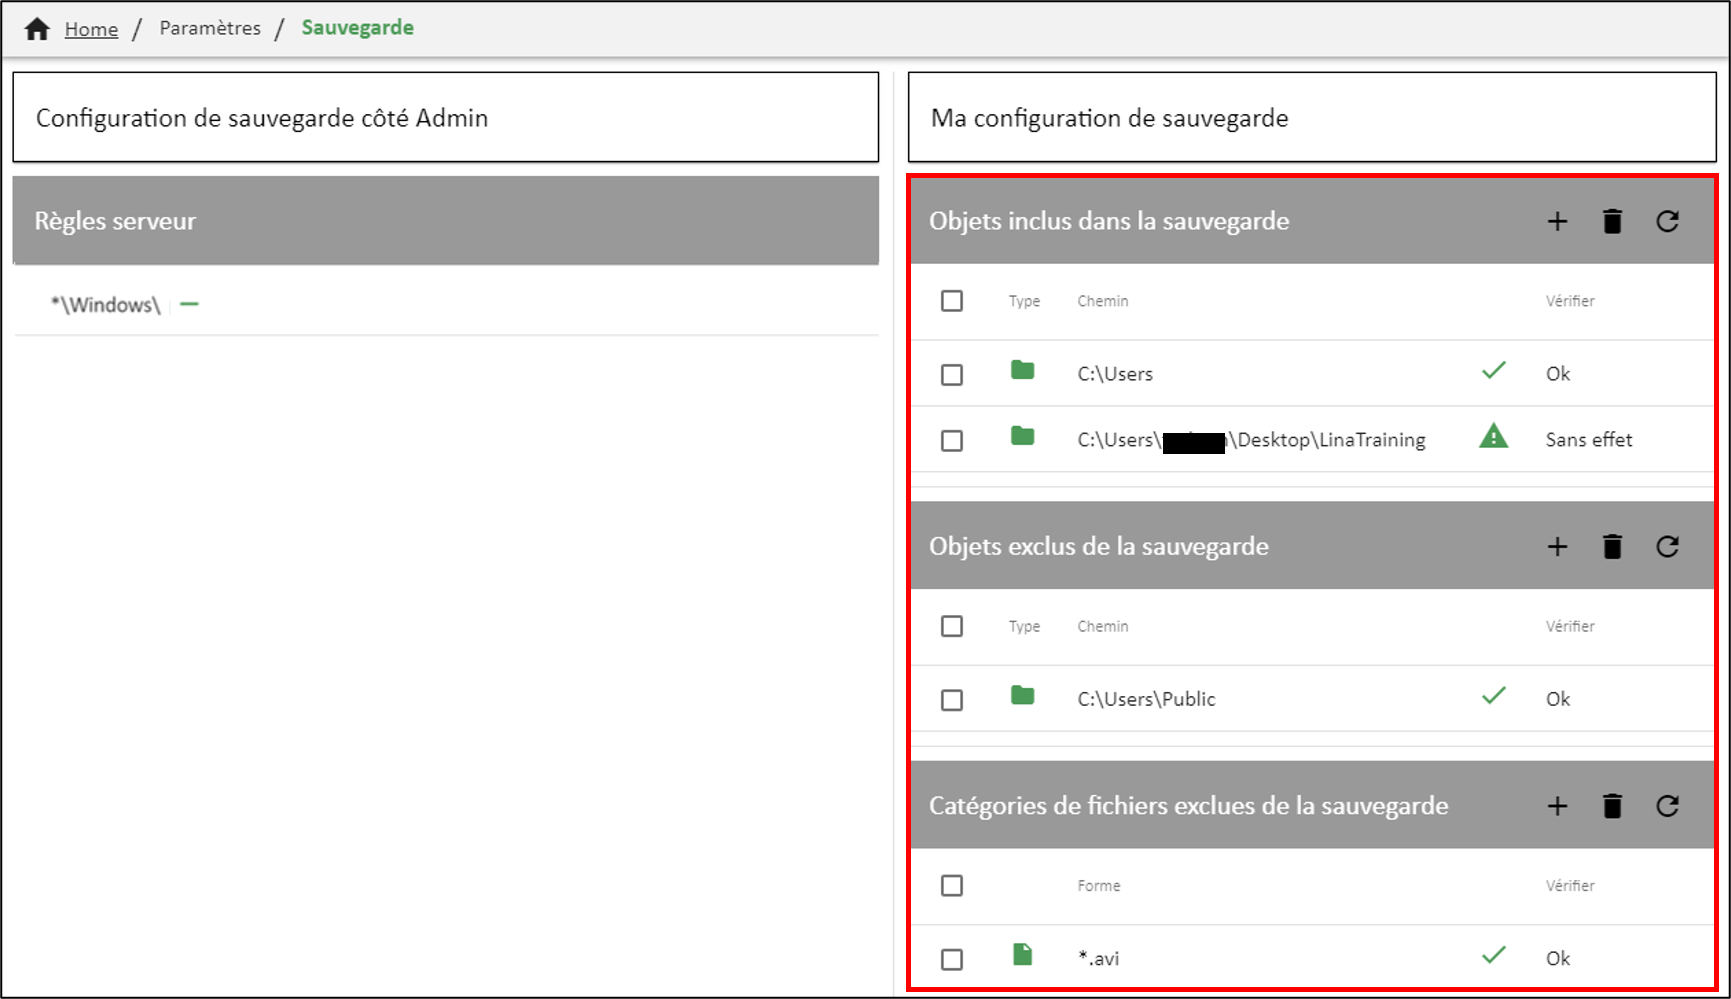 Home / Paramètres / Sauvegarde
Configuration de sauvegarde côté Admin
Règles serveur
*\Windows\
Ma configuration de sauvegarde
Objets inclus dans la sauvegarde
Type Chemin Vérifier
C:\Users Ok
C:\Users\ \Desktop\LinaTraining Sans effet
Objets exclus de la sauvegarde
Type Chemin Vérifier
C:\Users\Public Ok
Catégories de fichiers exclues de la sauvegarde
Forme Vérifier
*.avi Ok